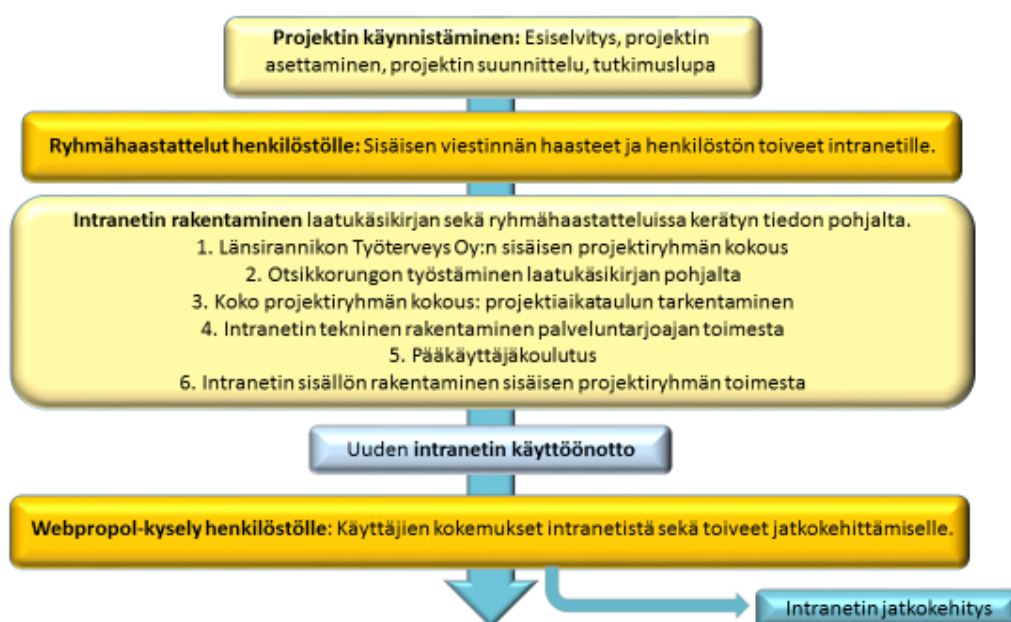 Projektin käynnistäminen: Esiselvitys, projektin
asettaminen, projektin suunnittelu, tutkimuslupa
Ryhmähaastattelut henkilöstölle: Sisäisen viestinnän haasteet ja henkilöstön toiveet intranetille.
Intranetin rakentaminen laatukäsikirjan sekä ryhmähaastatteluissa kerätyn tiedon pohjalta.
1. Länsirannikon Työterveys Oy:n sisäisen projektiryhmän kokous
2. Otsikkorungon työstäminen laatukäsikirjan pohjalta
3. Koko projektiryhmän kokous: projektiaikataulun tarkentaminen
4. Intranetin tekninen rakentaminen palveluntarjoajan toimesta
5. Pääkäyttäjäkoulutus
6. Intranetin sisällön rakentaminen sisäisen projektiryhmän toimesta
Uuden intranetin käyttöönotto
Webpropol-kysely henkilöstölle: Käyttäjien kokemukset intranetistä sekä toiveet jatkokehittämiselle.
Intranetin jatkokehitys